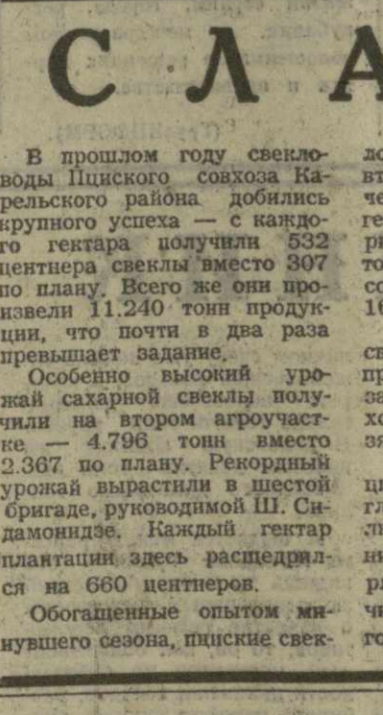 С Л А
В прошлом году свекло-
воды Пциского совхоза Ка-
рельского района добились
крупного успеха — с каждо-
го гектара получили 532
центнера свеклы вместо 307
по плану. Всего же они про-
извели 11.240 тонн продук-
ции, что почти в два раза
превышает задание.
Особенно высокий уро-
жай сахарной свеклы полу-
чили на втором агроучаст-
ке — 4.796 тонн вместо
2.367 по плану. Рекордный
урожай вырастили в шестой
бригаде, руководимой Ш. Си-
дамонидзе. Каждый гектар
плантации здесь расщедрил-
ся на 660 центнеров.
Обогащенные опытом ми-
нувшего сезона, пциские свек-